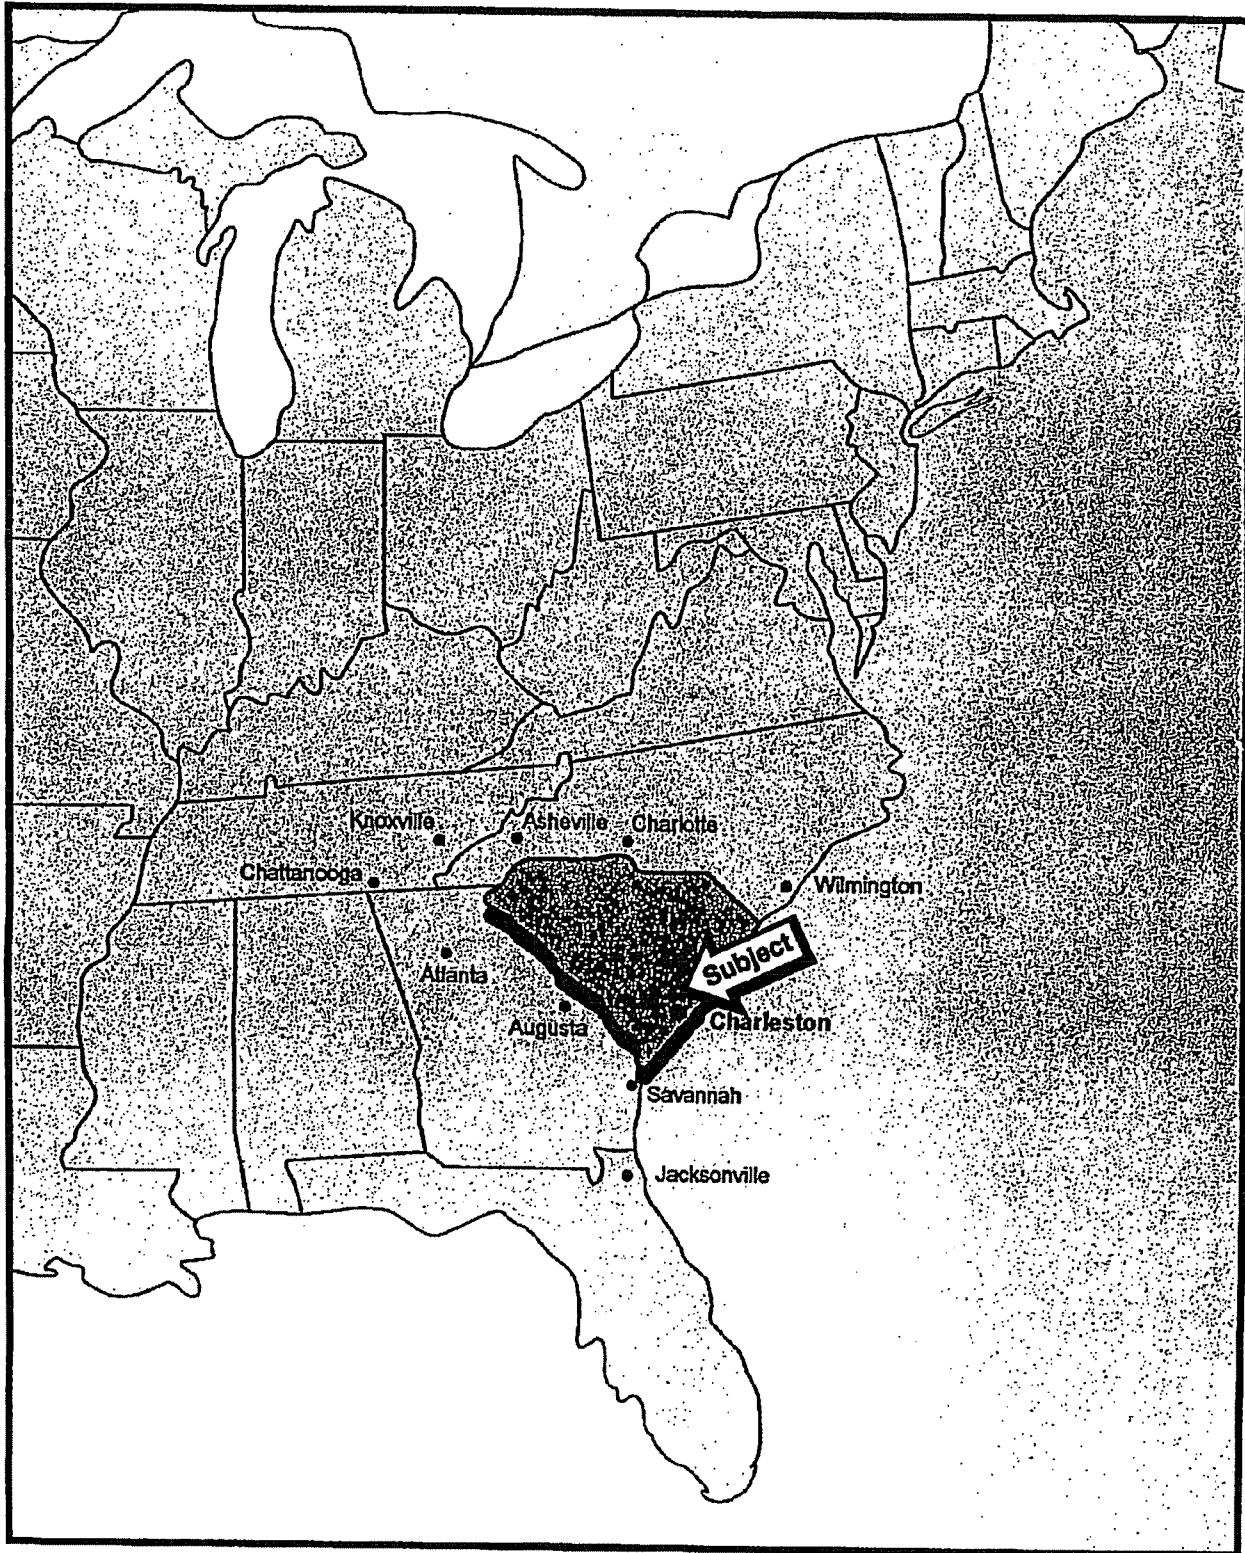 Knoxville
Asheville
Charlotte
Chattanooga
Wilmington
Subject
Atlanta
Augusta
Charleston
Savannah
Jacksonville